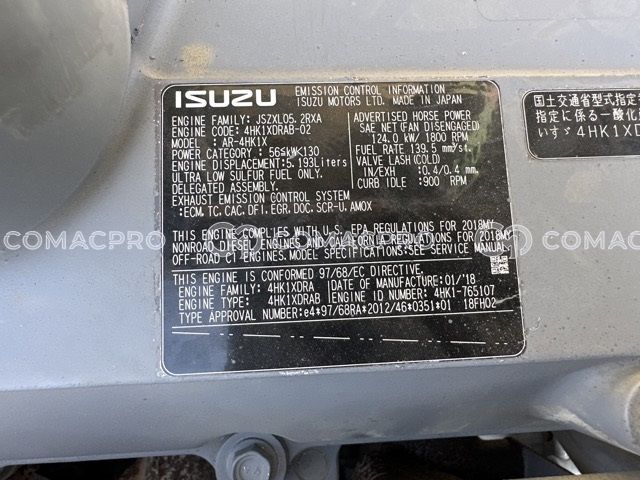 ISUZU
EMISSION CONTROL INFORMATION
ISUZU MOTORS LTD. MADE IN JAPAN
ENGINE FAMILY: JSZXL05.2RXA
ENGINE CODE: 4HK1XDRAB-02
MODEL : AR-4HK1X
POWER CATEGORY : 56≦kW<130
ENGINE DISPLACEMENT: 5.193Liters
ULTRA LOW SULFUR FUEL ONLY.
DELEGATED ASSEMBLY.
EXHAUST EMISSION CONTROL SYSTEM
:ECM, TC, CAC, DFI, EGR, DOC, SCR-U, AMOX
ADVERTISED HORSE POWER
SAE NET(FAN DISENGAGED)
124.0 kW/ 1800 RPM
FUEL RATE 139.5 mm³/st.
VALVE LASH(COLD)
IN/EXH : 0.4/0.4 mm
CURB IDLE : 900 RPM
THIS ENGINE COMPLIES WITH U.S. EPA REGULATIONS FOR 2018MY
NONROAD DIESEL ENGINES AND CALIFORNIA REGULATIONS FOR 2018MY
OFF-ROAD CI ENGINES. MODEL SPECIFICATIONS: SEE SERVICE MANUAL
THIS ENGINE IS CONFORMED 97/68/EC DIRECTIVE.
ENGINE FAMILY: 4HK1XDRA DATE OF MANUFACTURE:01/'18
ENGINE TYPE: 4HK1XDRAB ENGINE ID NUMBER: 4HK1-765107
TYPE APPROVAL NUMBER:e4*97/68RA*2012/46*0351*01 18FH02
国土交通省型式指
指定に係る一酸化
いすゞ 4HK1XD
COMACPRO COMACPRO COMACPRO